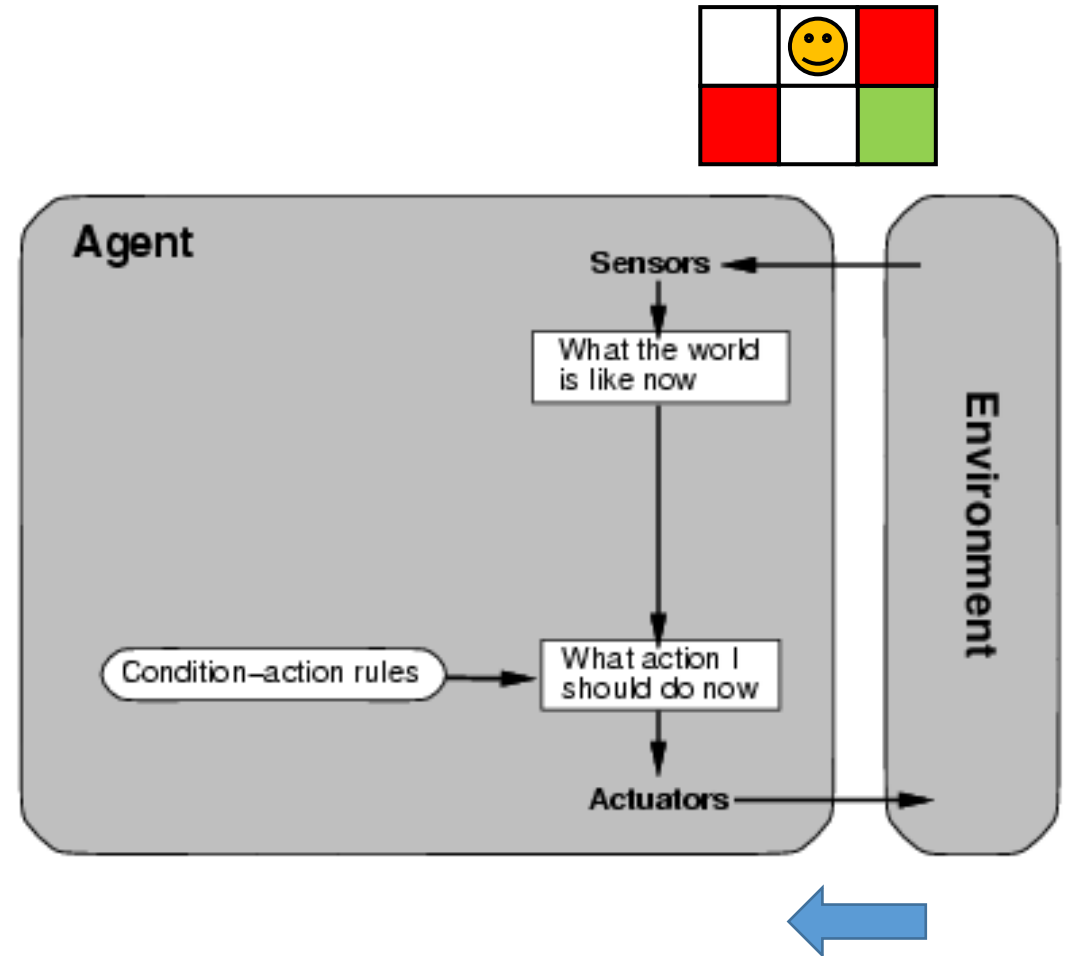 Agent
Sensors
What the world
is like now
Environment
Condition–action rules
What action I
should do now
Actuators